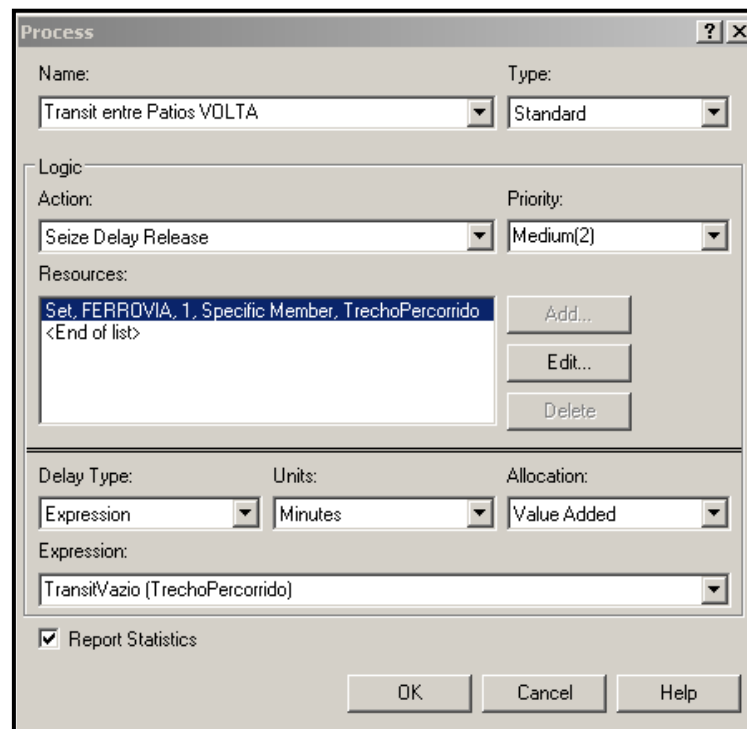 Process
Name: Type:
Transit entre Patios VOLTA Standard
Logic
Action: Priority:
Seize Delay Release Medium(2)
Resources:
Set, FERROVIA, 1, Specific Member, TrechoPercorrido Add...
<End of list>
Edit...
Delete
Delay Type: Units: Allocation:
Expression Minutes Value Added
Expression:
TransitVazio (TrechoPercorrido)
Report Statistics
OK Cancel Help